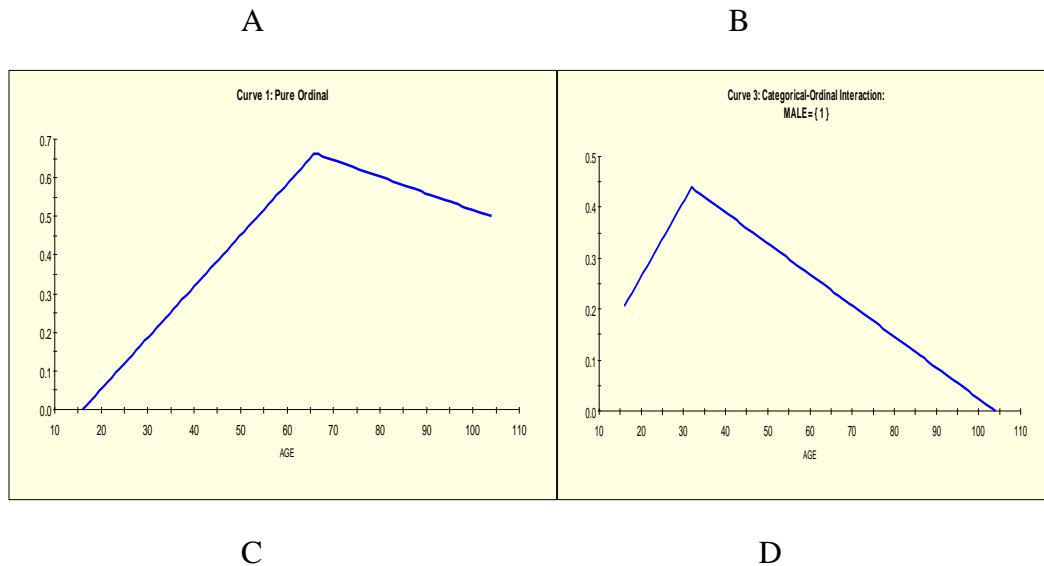 A B
Curve 1: Pure Ordinal
0.7
0.6
0.5
0.4
0.3
0.2
0.1
0.0
10 20 30 40 50 60 70 80 90 100 110
AGE
Curve 3: Categorical-Ordinal Interaction:
MALE = { 1 }
0.5
0.4
0.3
0.2
0.1
0.0
10 20 30 40 50 60 70 80 90 100 110
AGE
C D